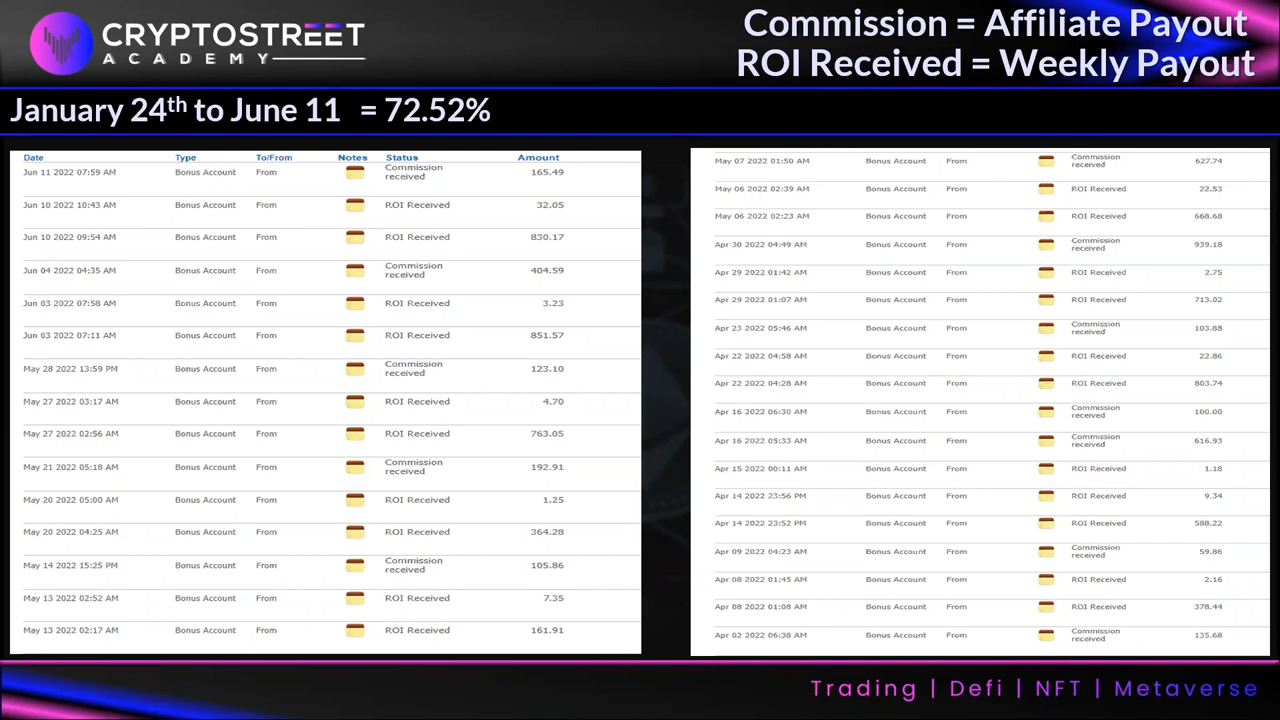 CRYPTOSTREET
ACADEMY
Commission = Affiliate Payout
ROI Received = Weekly Payout
January 24th to June 11 = 72.52%
Date Type To/From Notes Status Amount
Jun 11 2022 07:59 AM Bonus Account From Commission received 165.49
Jun 10 2022 10:43 AM Bonus Account From ROI Received 32.05
Jun 10 2022 09:54 AM Bonus Account From ROI Received 830.17
Jun 04 2022 04:35 AM Bonus Account From Commission received 404.59
Jun 03 2022 07:58 AM Bonus Account From ROI Received 3.23
Jun 03 2022 07:11 AM Bonus Account From ROI Received 851.57
May 28 2022 13:59 PM Bonus Account From Commission received 123.10
May 27 2022 03:17 AM Bonus Account From ROI Received 4.70
May 27 2022 02:56 AM Bonus Account From ROI Received 763.05
May 21 2022 05:18 AM Bonus Account From Commission received 192.91
May 20 2022 05:00 AM Bonus Account From ROI Received 1.25
May 20 2022 04:25 AM Bonus Account From ROI Received 364.28
May 14 2022 15:25 PM Bonus Account From Commission received 105.86
May 13 2022 02:52 AM Bonus Account From ROI Received 7.35
May 13 2022 02:17 AM Bonus Account From ROI Received 161.91
May 07 2022 01:50 AM Bonus Account From Commission received 627.74
May 06 2022 02:39 AM Bonus Account From ROI Received 22.53
May 06 2022 02:23 AM Bonus Account From ROI Received 668.68
Apr 30 2022 04:49 AM Bonus Account From Commission received 939.18
Apr 29 2022 01:42 AM Bonus Account From ROI Received 2.75
Apr 29 2022 01:07 AM Bonus Account From ROI Received 713.02
Apr 23 2022 05:46 AM Bonus Account From Commission received 103.88
Apr 22 2022 04:58 AM Bonus Account From ROI Received 22.86
Apr 22 2022 04:28 AM Bonus Account From ROI Received 803.74
Apr 16 2022 06:30 AM Bonus Account From Commission received 100.00
Apr 16 2022 05:33 AM Bonus Account From Commission received 616.93
Apr 15 2022 00:11 AM Bonus Account From ROI Received 1.18
Apr 14 2022 23:56 PM Bonus Account From ROI Received 9.34
Apr 14 2022 23:52 PM Bonus Account From ROI Received 588.22
Apr 09 2022 04:23 AM Bonus Account From Commission received 59.86
Apr 08 2022 01:45 AM Bonus Account From ROI Received 2.16
Apr 08 2022 01:08 AM Bonus Account From ROI Received 378.44
Apr 02 2022 06:38 AM Bonus Account From Commission received 135.68
Trading | Defi | NFT | Metaverse